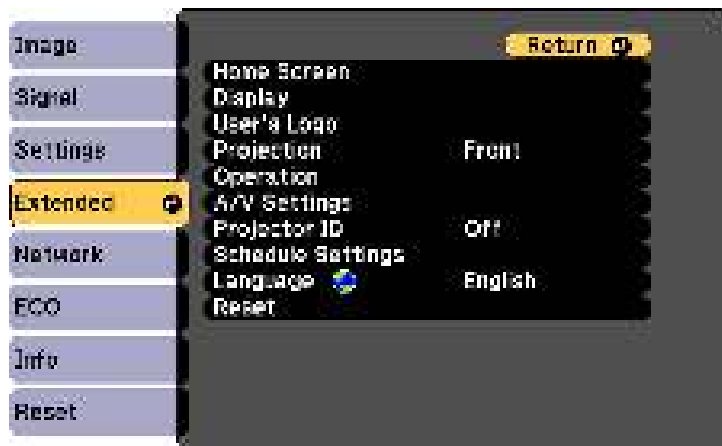 Image
Signal
Settings
Extended
Network
ECO
Info
Reset
Return
Home Screen
Display
User's Logo
Projection Front
Operation
A/V Settings
Projector ID Off
Schedule Settings
Language English
Reset